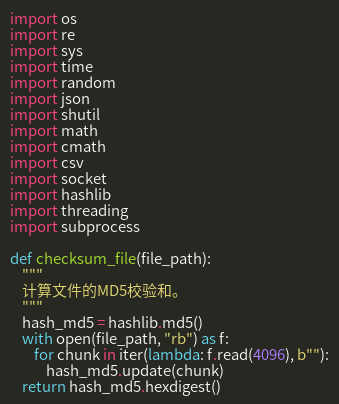 import os
import re
import sys
import time
import random
import json
import shutil
import math
import cmath
import csv
import socket
import hashlib
import threading
import subprocess

def checksum_file(file_path):
    """
    计算文件的MD5校验和。
    """
    hash_md5 = hashlib.md5()
    with open(file_path, "rb") as f:
        for chunk in iter(lambda: f.read(4096), b""):
            hash_md5.update(chunk)
    return hash_md5.hexdigest()